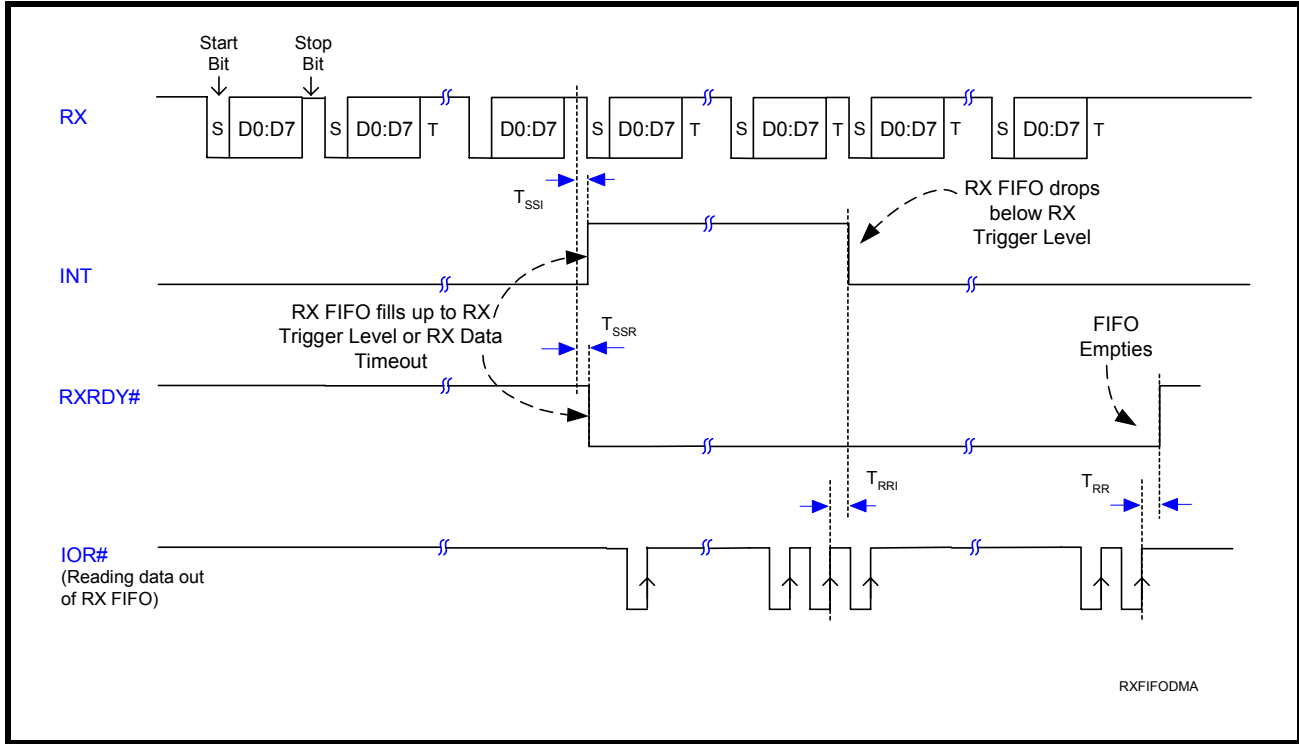 Start
Bit
Stop
Bit
RX
S D0:D7 S D0:D7 T D0:D7 S D0:D7 T S D0:D7 T S D0:D7 T S D0:D7 T
TSSI
RX FIFO drops
below RX
Trigger Level
INT
RX FIFO fills up to RX
Trigger Level or RX Data
Timeout
TSSR
FIFO
Empties
RXRDY#
TRRI
TRR
IOR#
(Reading data out
of RX FIFO)
RXFIFODMA